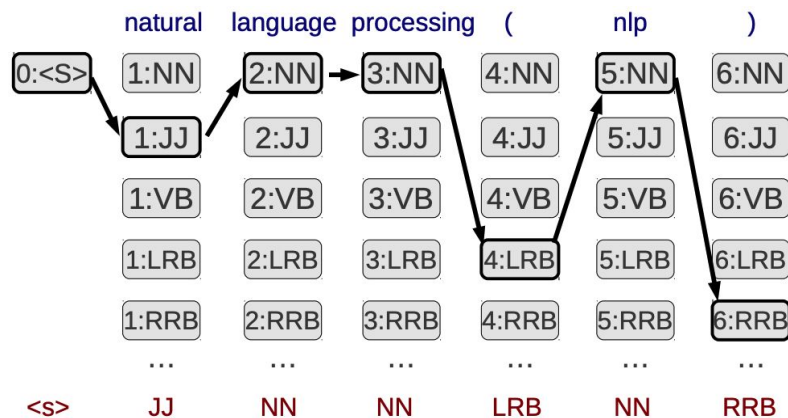 natural language processing ( nlp )
0:<S> 1:NN 2:NN 3:NN 4:NN 5:NN 6:NN
1:JJ 2:JJ 3:JJ 4:JJ 5:JJ 6:JJ
1:VB 2:VB 3:VB 4:VB 5:VB 6:VB
1:LRB 2:LRB 3:LRB 4:LRB 5:LRB 6:LRB
1:RRB 2:RRB 3:RRB 4:RRB 5:RRB 6:RRB
… … … … … …
<s> JJ NN NN LRB NN RRB